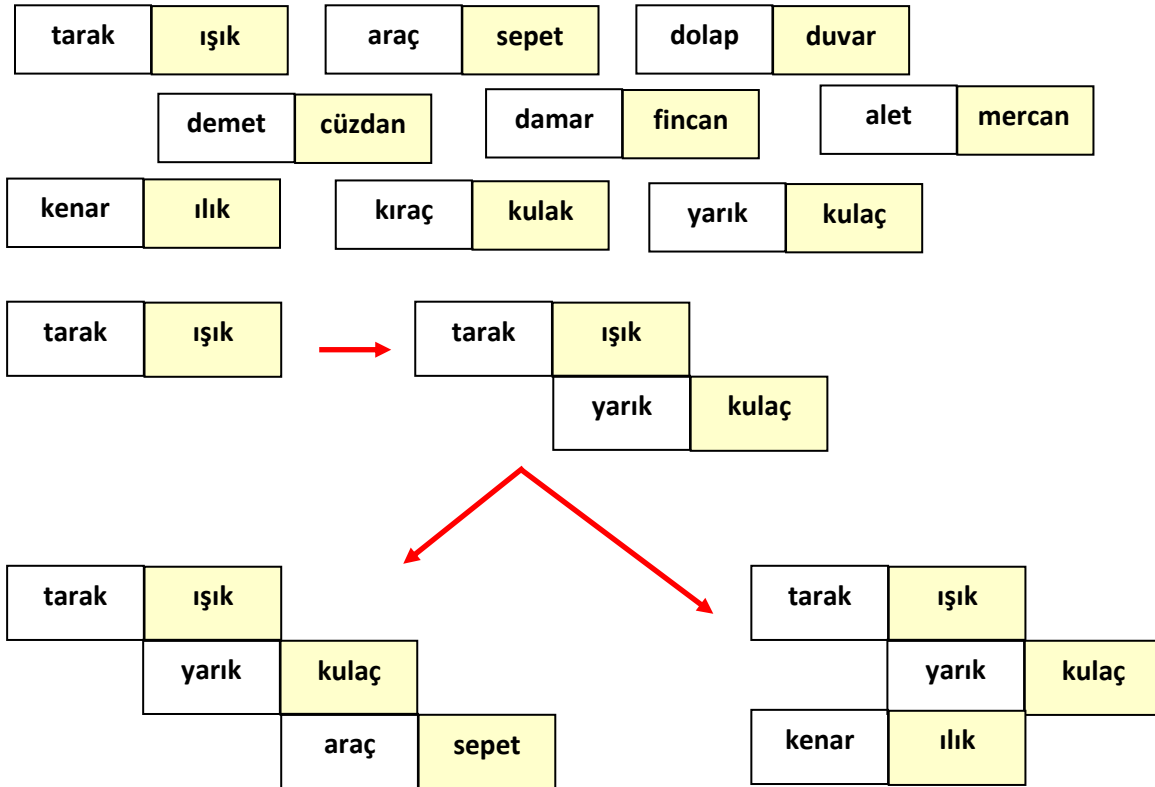 tarak ışık araç sepet dolap duvar
demet cüzdan damar fincan alet mercan
kenar ılık kıraç kulak yarık kulaç
tarak ışık tarak ışık
yarık kulaç
tarak ışık tarak ışık
yarık kulaç yarık kulaç
araç sepet kenar ılık